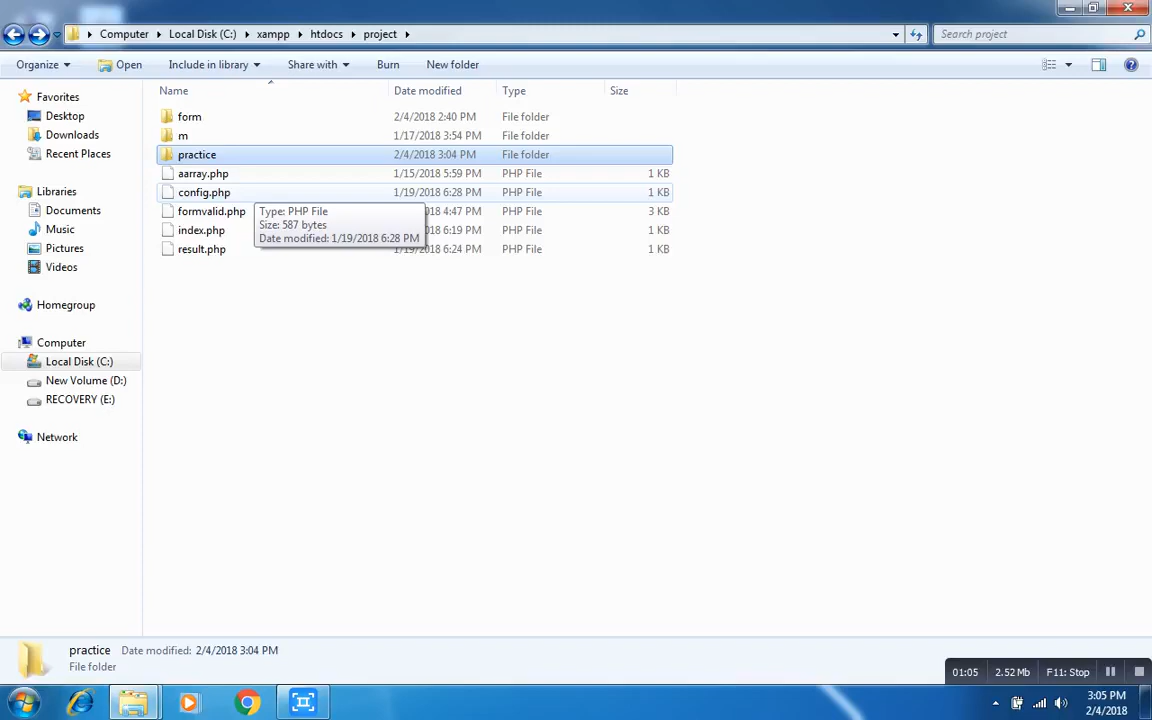 Computer ▸ Local Disk (C:) ▸ xampp ▸ htdocs ▸ project ▸
Search project
Organize Open Include in library Share with Burn New folder
Name Date modified Type Size
Favorites
Desktop
Downloads
Recent Places
Libraries
Documents
Music
Pictures
Videos
Homegroup
Computer
Local Disk (C:)
New Volume (D:)
RECOVERY (E:)
Network
form 2/4/2018 2:40 PM File folder
m 1/17/2018 3:54 PM File folder
practice 2/4/2018 3:04 PM File folder
aarray.php 1/15/2018 5:59 PM PHP File 1 KB
config.php 1/19/2018 6:28 PM PHP File 1 KB
formvalid.php 2018 4:47 PM PHP File 3 KB
index.php 2018 6:19 PM PHP File 1 KB
result.php 1/19/2018 6:24 PM PHP File 1 KB
Type: PHP File
Size: 587 bytes
Date modified: 1/19/2018 6:28 PM
practice Date modified: 2/4/2018 3:04 PM
File folder
01:05 2.52 Mb F11: Stop
3:05 PM
2/4/2018